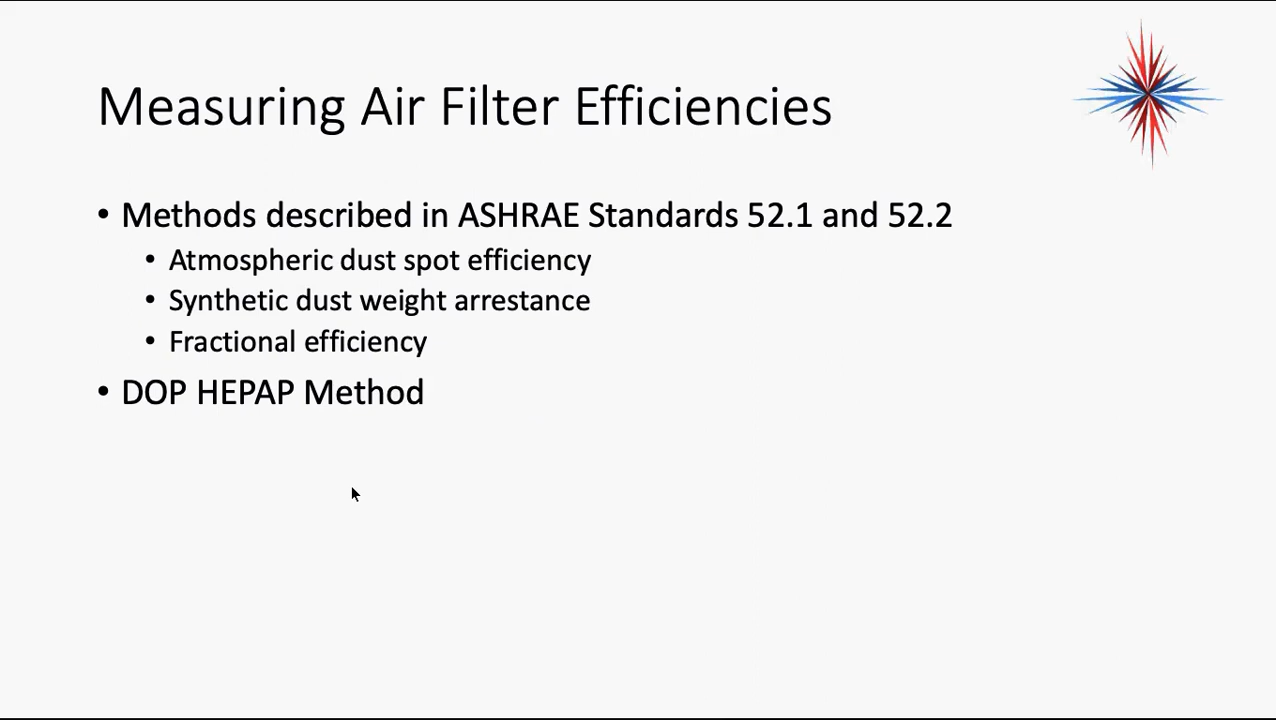 Measuring Air Filter Efficiencies
• Methods described in ASHRAE Standards 52.1 and 52.2
• Atmospheric dust spot efficiency
• Synthetic dust weight arrestance
• Fractional efficiency
• DOP HEPAP Method